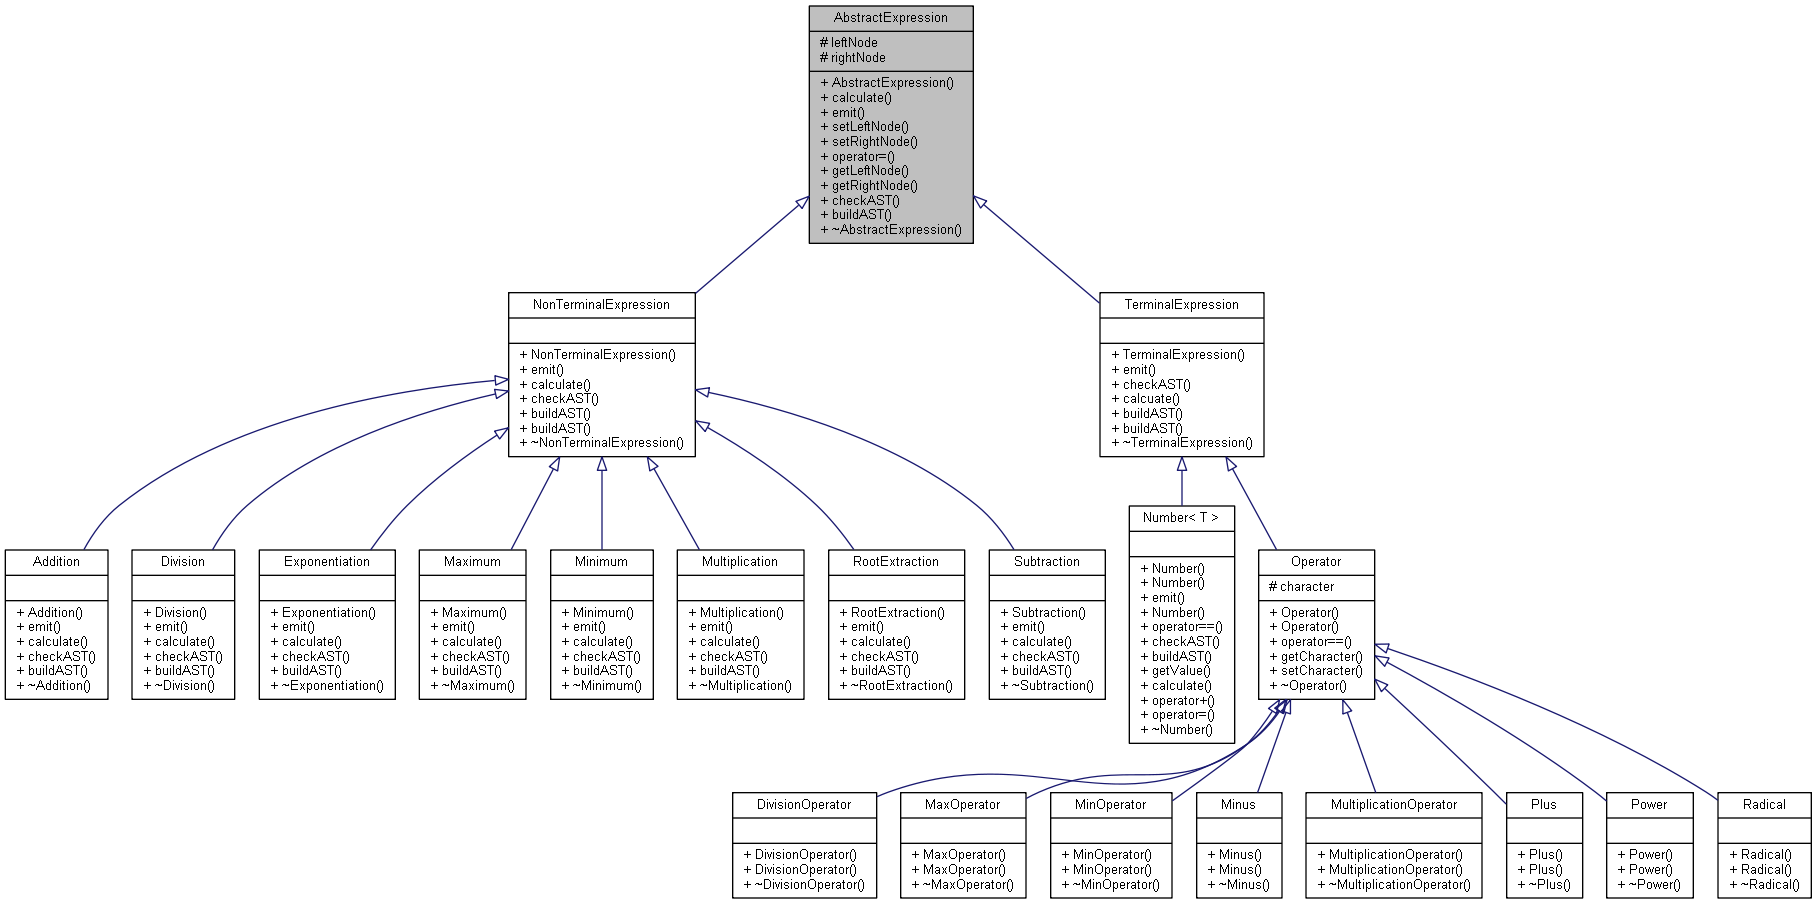 AbstractExpression
# leftNode
# rightNode
+ AbstractExpression()
+ calculate()
+ emit()
+ setLeftNode()
+ setRightNode()
+ operator=()
+ getLeftNode()
+ getRightNode()
+ checkAST()
+ buildAST()
+ ~AbstractExpression()
NonTerminalExpression
+ NonTerminalExpression()
+ emit()
+ calculate()
+ checkAST()
+ buildAST()
+ buildAST()
+ ~NonTerminalExpression()
TerminalExpression
+ TerminalExpression()
+ emit()
+ checkAST()
+ calcuate()
+ buildAST()
+ buildAST()
+ ~TerminalExpression()
Addition
+ Addition()
+ emit()
+ calculate()
+ checkAST()
+ buildAST()
+ ~Addition()
Division
+ Division()
+ emit()
+ calculate()
+ checkAST()
+ buildAST()
+ ~Division()
Exponentiation
+ Exponentiation()
+ emit()
+ calculate()
+ checkAST()
+ buildAST()
+ ~Exponentiation()
Maximum
+ Maximum()
+ emit()
+ calculate()
+ checkAST()
+ buildAST()
+ ~Maximum()
Minimum
+ Minimum()
+ emit()
+ calculate()
+ checkAST()
+ buildAST()
+ ~Minimum()
Multiplication
+ Multiplication()
+ emit()
+ calculate()
+ checkAST()
+ buildAST()
+ ~Multiplication()
RootExtraction
+ RootExtraction()
+ emit()
+ calculate()
+ checkAST()
+ buildAST()
+ ~RootExtraction()
Subtraction
+ Subtraction()
+ emit()
+ calculate()
+ checkAST()
+ buildAST()
+ ~Subtraction()
Number< T >
+ Number()
+ Number()
+ emit()
+ Number()
+ operator==()
+ checkAST()
+ buildAST()
+ getValue()
+ calculate()
+ operator+()
+ operator=()
+ ~Number()
Operator
# character
+ Operator()
+ Operator()
+ operator==()
+ getCharacter()
+ setCharacter()
+ ~Operator()
DivisionOperator
+ DivisionOperator()
+ DivisionOperator()
+ ~DivisionOperator()
MaxOperator
+ MaxOperator()
+ MaxOperator()
+ ~MaxOperator()
MinOperator
+ MinOperator()
+ MinOperator()
+ ~MinOperator()
Minus
+ Minus()
+ Minus()
+ ~Minus()
MultiplicationOperator
+ MultiplicationOperator()
+ MultiplicationOperator()
+ ~MultiplicationOperator()
Plus
+ Plus()
+ Plus()
+ ~Plus()
Power
+ Power()
+ Power()
+ ~Power()
Radical
+ Radical()
+ Radical()
+ ~Radical()